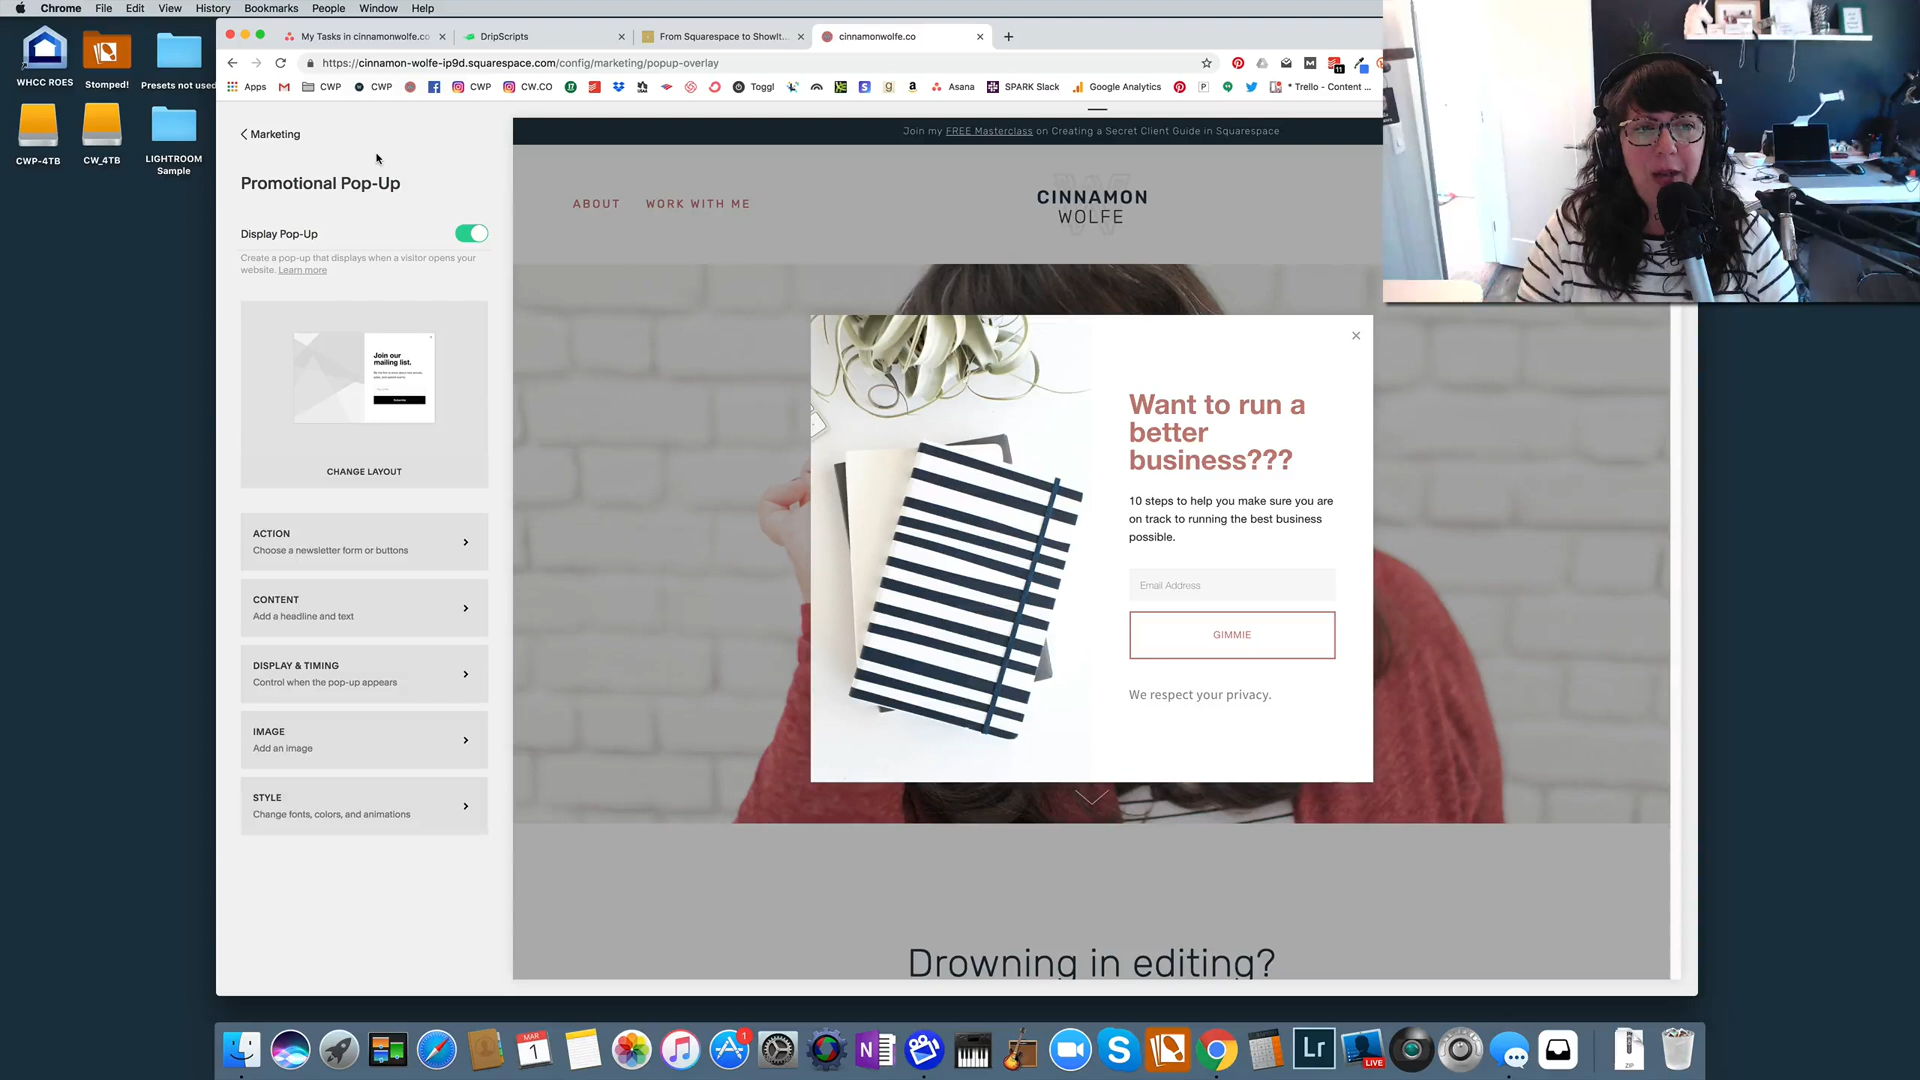 Chrome File Edit View History Bookmarks People Window Help
My Tasks in cinnamonwolfe.co
DripScripts
From Squarespace to ShowIt...
cinnamonwolfe.co
https://cinnamon-wolfe-ip9d.squarespace.com/config/marketing/popup-overlay
Apps CWP CWP CWP CW.CO Toggl Asana SPARK Slack Google Analytics * Trello - Content ...
WHCC ROES
Stomped!
Presets not used
CWP-4TB
CW_4TB
LIGHTROOM
Sample
Marketing
Promotional Pop-Up
Display Pop-Up
Create a pop-up that displays when a visitor opens your
website. Learn more
Join our
mailing list.
CHANGE LAYOUT
ACTION
Choose a newsletter form or buttons
CONTENT
Add a headline and text
DISPLAY & TIMING
Control when the pop-up appears
IMAGE
Add an image
STYLE
Change fonts, colors, and animations
Join my FREE Masterclass on Creating a Secret Client Guide in Squarespace
ABOUT WORK WITH ME
W
CINNAMON
WOLFE
Want to run a
better
business???
10 steps to help you make sure you are
on track to running the best business
possible.
Email Address
GIMMIE
We respect your privacy.
Drowning in editing?
MAR
1
1
N
S
Lr
LIVE
ZIP
11